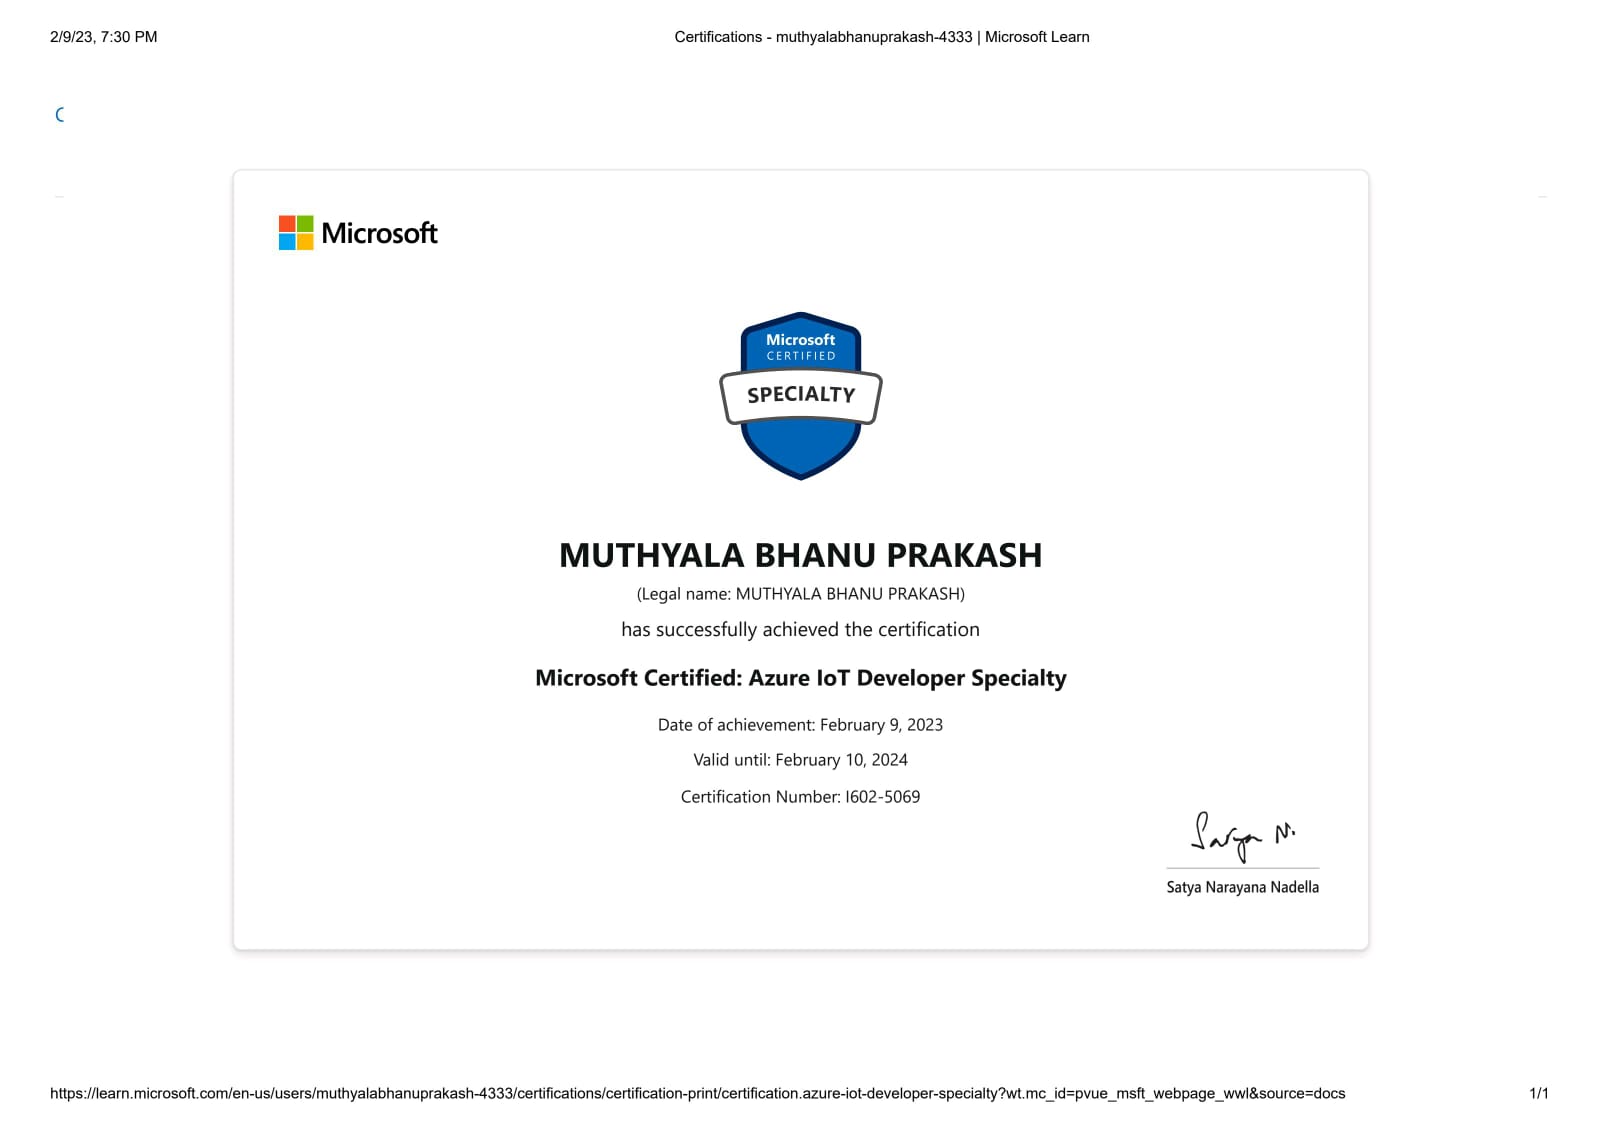 2/9/23, 7:30 PM
Certifications - muthyalabhanuprakash-4333 | Microsoft Learn
C
Microsoft
Microsoft
CERTIFIED
SPECIALTY
MUTHYALA BHANU PRAKASH
(Legal name: MUTHYALA BHANU PRAKASH)
has successfully achieved the certification
Microsoft Certified: Azure IoT Developer Specialty
Date of achievement: February 9, 2023
Valid until: February 10, 2024
Certification Number: I602-5069
Satya N.
Satya Narayana Nadella
https://learn.microsoft.com/en-us/users/muthyalabhanuprakash-4333/certifications/certification-print/certification.azure-iot-developer-specialty?wt.mc_id=pvue_msft_webpage_wwl&source=docs
1/1